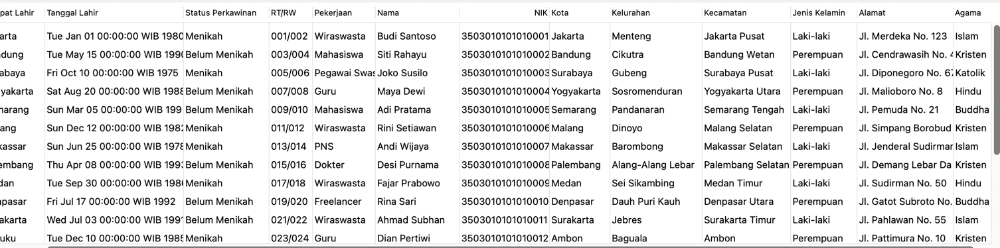 pat Lahir Tanggal Lahir Status Perkawinan RT/RW Pekerjaan Nama NIK Kota Kelurahan Kecamatan Jenis Kelamin Alamat Agama
arta Tue Jan 01 00:00:00 WIB 1980 Menikah 001/002 Wiraswasta Budi Santoso 3503010101010001 Jakarta Menteng Jakarta Pusat Laki-laki Jl. Merdeka No. 123 Islam
dung Tue May 15 00:00:00 WIB 1990 Belum Menikah 003/004 Mahasiswa Siti Rahayu 3503010101010002 Bandung Cikutra Bandung Wetan Perempuan Jl. Cendrawasih No. 4 Kristen
abaya Fri Oct 10 00:00:00 WIB 1975 Menikah 005/006 Pegawai Swas Joko Susilo 3503010101010003 Surabaya Gubeng Surabaya Pusat Laki-laki Jl. Diponegoro No. 67 Katolik
yakarta Sat Aug 20 00:00:00 WIB 1988 Belum Menikah 007/008 Guru Maya Dewi 3503010101010004 Yogyakarta Sosromenduran Yogyakarta Utara Perempuan Jl. Malioboro No. 8 Hindu
narang Sun Mar 05 00:00:00 WIB 199 Belum Menikah 009/010 Mahasiswa Adi Pratama 3503010101010005 Semarang Pandanaran Semarang Tengah Laki-laki Jl. Pemuda No. 21 Buddha
ang Sun Dec 12 00:00:00 WIB 1982 Menikah 011/012 Wiraswasta Rini Setiawan 3503010101010006 Malang Dinoyo Malang Selatan Perempuan Jl. Simpang Borobud Kristen
kassar Sun Jun 25 00:00:00 WIB 1978 Menikah 013/014 PNS Andi Wijaya 3503010101010007 Makassar Barombong Makassar Selatan Laki-laki Jl. Jenderal Sudirmar Islam
embang Thu Apr 08 00:00:00 WIB 1993 Belum Menikah 015/016 Dokter Desi Purnama 3503010101010008 Palembang Alang-Alang Lebar Palembang Selatan Perempuan Jl. Demang Lebar Da Kristen
dan Tue Sep 30 00:00:00 WIB 1986 Menikah 017/018 Wiraswasta Fajar Prabowo 3503010101010009 Medan Sei Sikambing Medan Timur Laki-laki Jl. Sudirman No. 50 Hindu
pasar Fri Jul 17 00:00:00 WIB 1992 Belum Menikah 019/020 Freelancer Rina Sari 3503010101010010 Denpasar Dauh Puri Kauh Denpasar Utara Perempuan Jl. Gatot Subroto No. Buddha
akarta Wed Jul 03 00:00:00 WIB 1991 Belum Menikah 021/022 Wiraswasta Ahmad Subhan 3503010101010011 Surakarta Jebres Surakarta Timur Laki-laki Jl. Pahlawan No. 55 Islam
uku Tue Dec 10 00:00:00 WIB 1985 Menikah 023/024 Guru Dian Pertiwi 3503010101010012 Ambon Baguala Ambon Perempuan Jl. Pattimura No. 10 Kristen